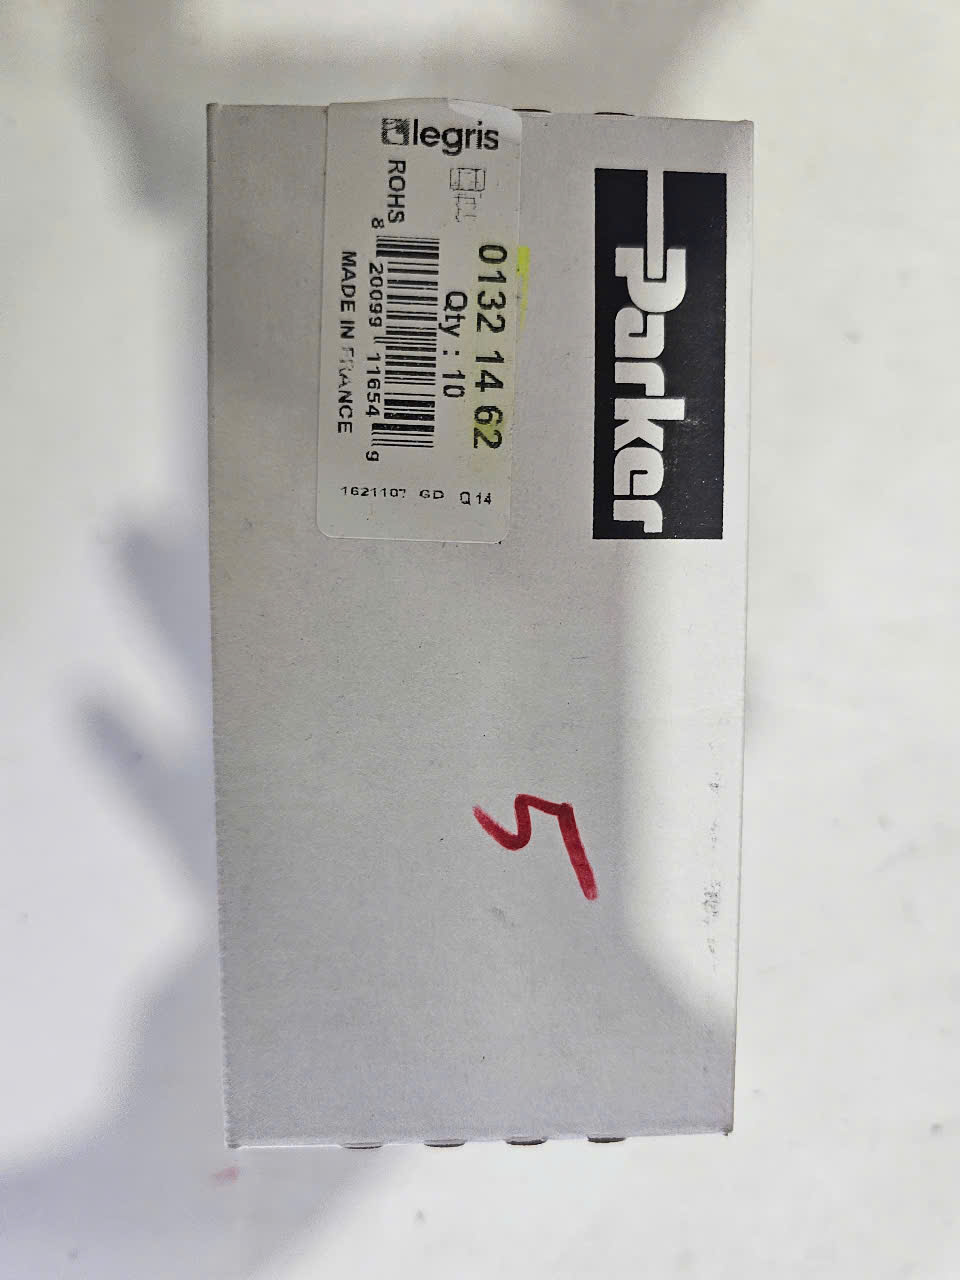 legris
ROHS
0132 14 62
Qty : 10
8 20099 11654 9
MADE IN FRANCE
1621107 GD Q14
Parker
5